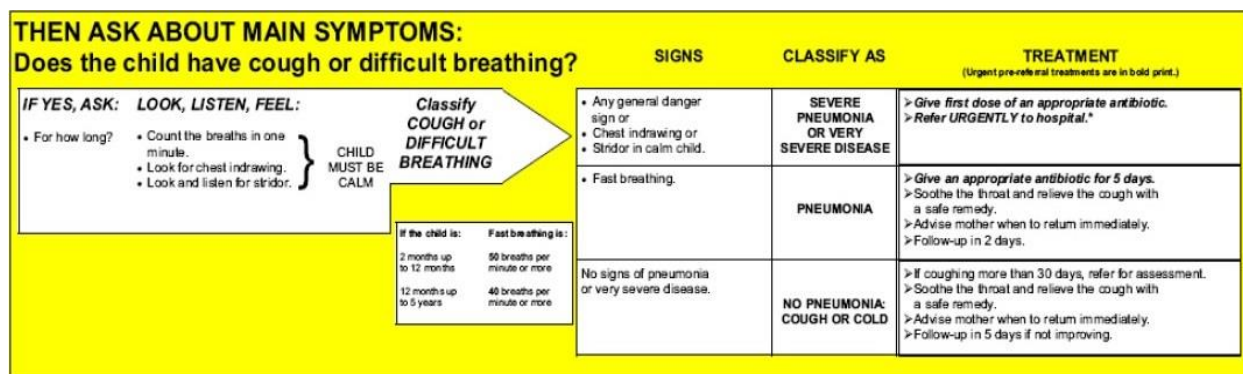 THEN ASK ABOUT MAIN SYMPTOMS:
Does the child have cough or difficult breathing?
IF YES, ASK:
• For how long?
LOOK, LISTEN, FEEL:
• Count the breaths in one
minute.
• Look for chest indrawing.
• Look and listen for stridor.
CHILD
MUST BE
CALM
Classify
COUGH or
DIFFICULT
BREATHING
If the child is: Fast breathing is:
2 months up 50 breaths per
to 12 months minute or more
12 months up 40 breaths per
to 5 years minute or more
SIGNS CLASSIFY AS TREATMENT
(Urgent pre-referral treatments are in bold print.)
• Any general danger
sign or
• Chest indrawing or
• Stridor in calm child.
SEVERE
PNEUMONIA
OR VERY
SEVERE DISEASE
➢Give first dose of an appropriate antibiotic.
➢Refer URGENTLY to hospital.*
• Fast breathing.
PNEUMONIA
➢Give an appropriate antibiotic for 5 days.
➢Soothe the throat and relieve the cough with
a safe remedy.
➢Advise mother when to return immediately.
➢Follow-up in 2 days.
No signs of pneumonia
or very severe disease.
NO PNEUMONIA:
COUGH OR COLD
➢If coughing more than 30 days, refer for assessment.
➢Soothe the throat and relieve the cough with
a safe remedy.
➢Advise mother when to return immediately.
➢Follow-up in 5 days if not improving.